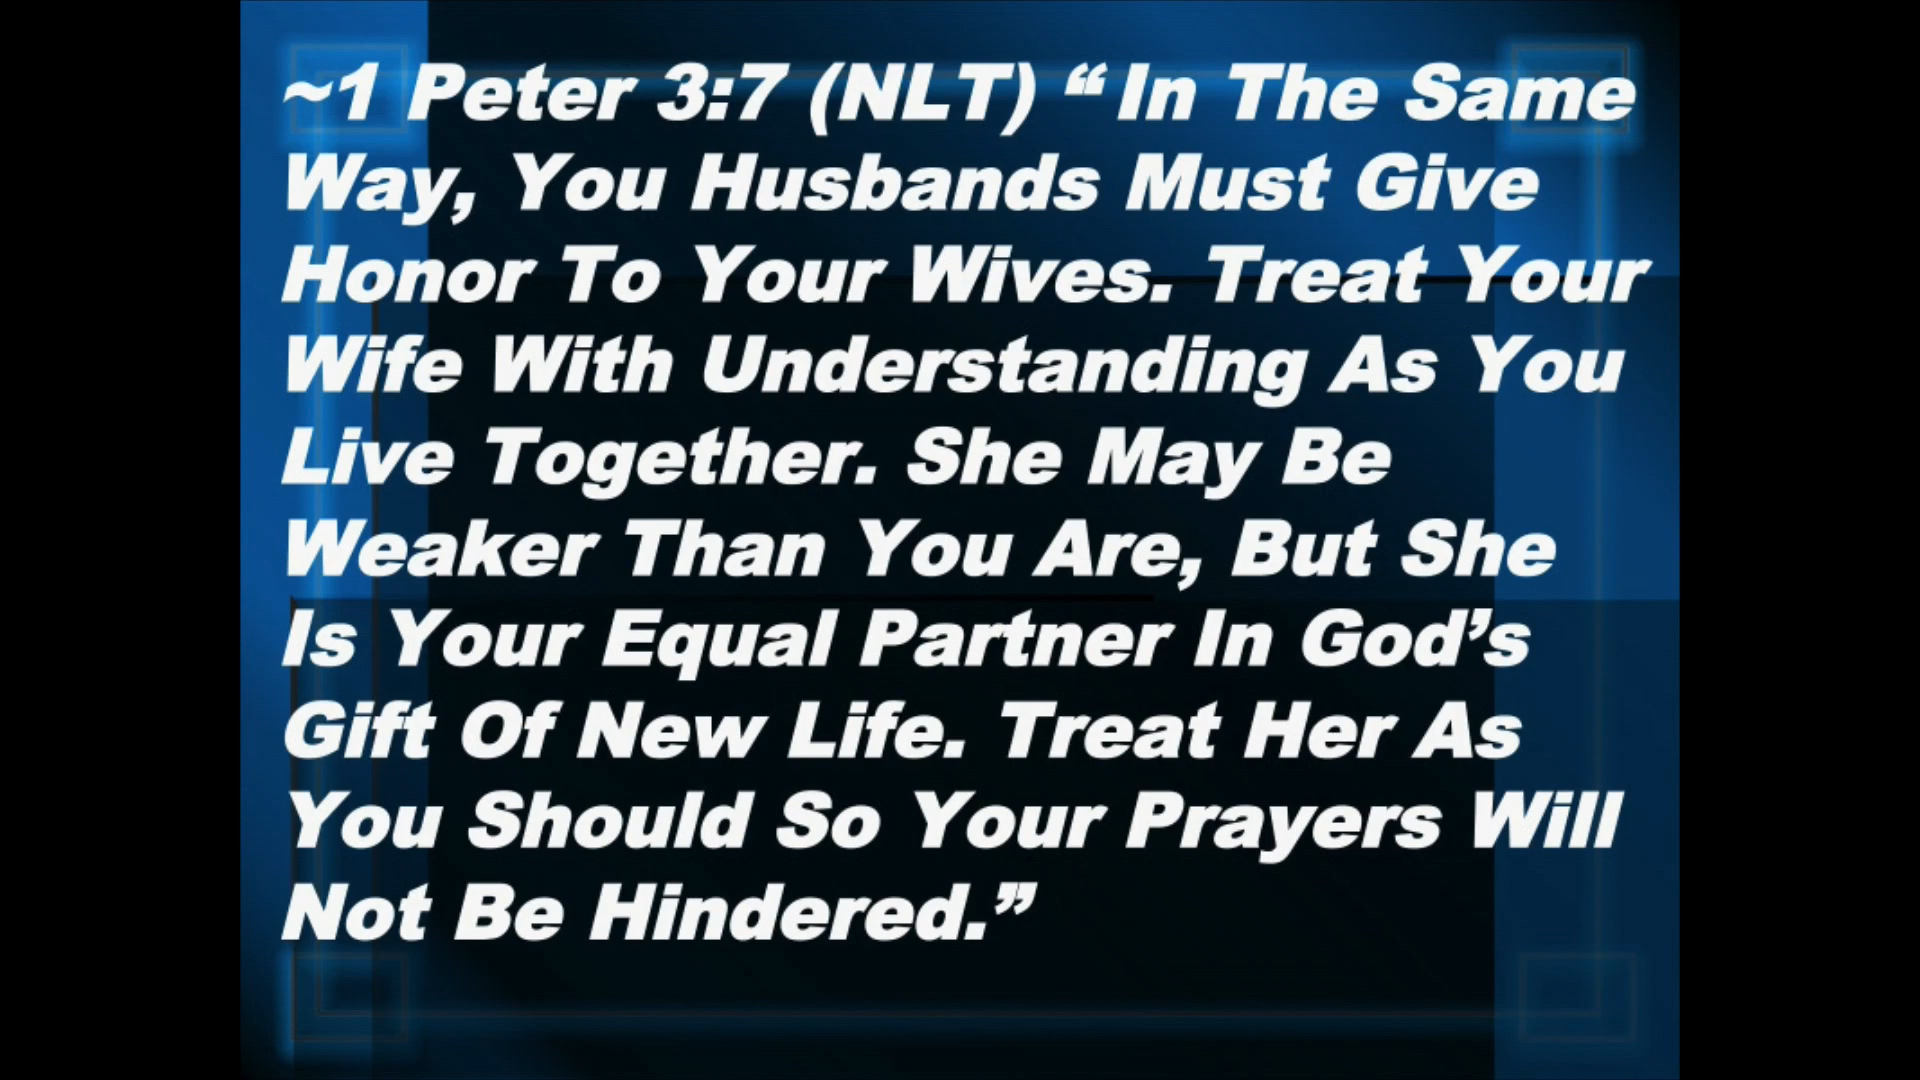 ~1 Peter 3:7 (NLT) “In The Same
Way, You Husbands Must Give
Honor To Your Wives. Treat Your
Wife With Understanding As You
Live Together. She May Be
Weaker Than You Are, But She
Is Your Equal Partner In God’s
Gift Of New Life. Treat Her As
You Should So Your Prayers Will
Not Be Hindered.”